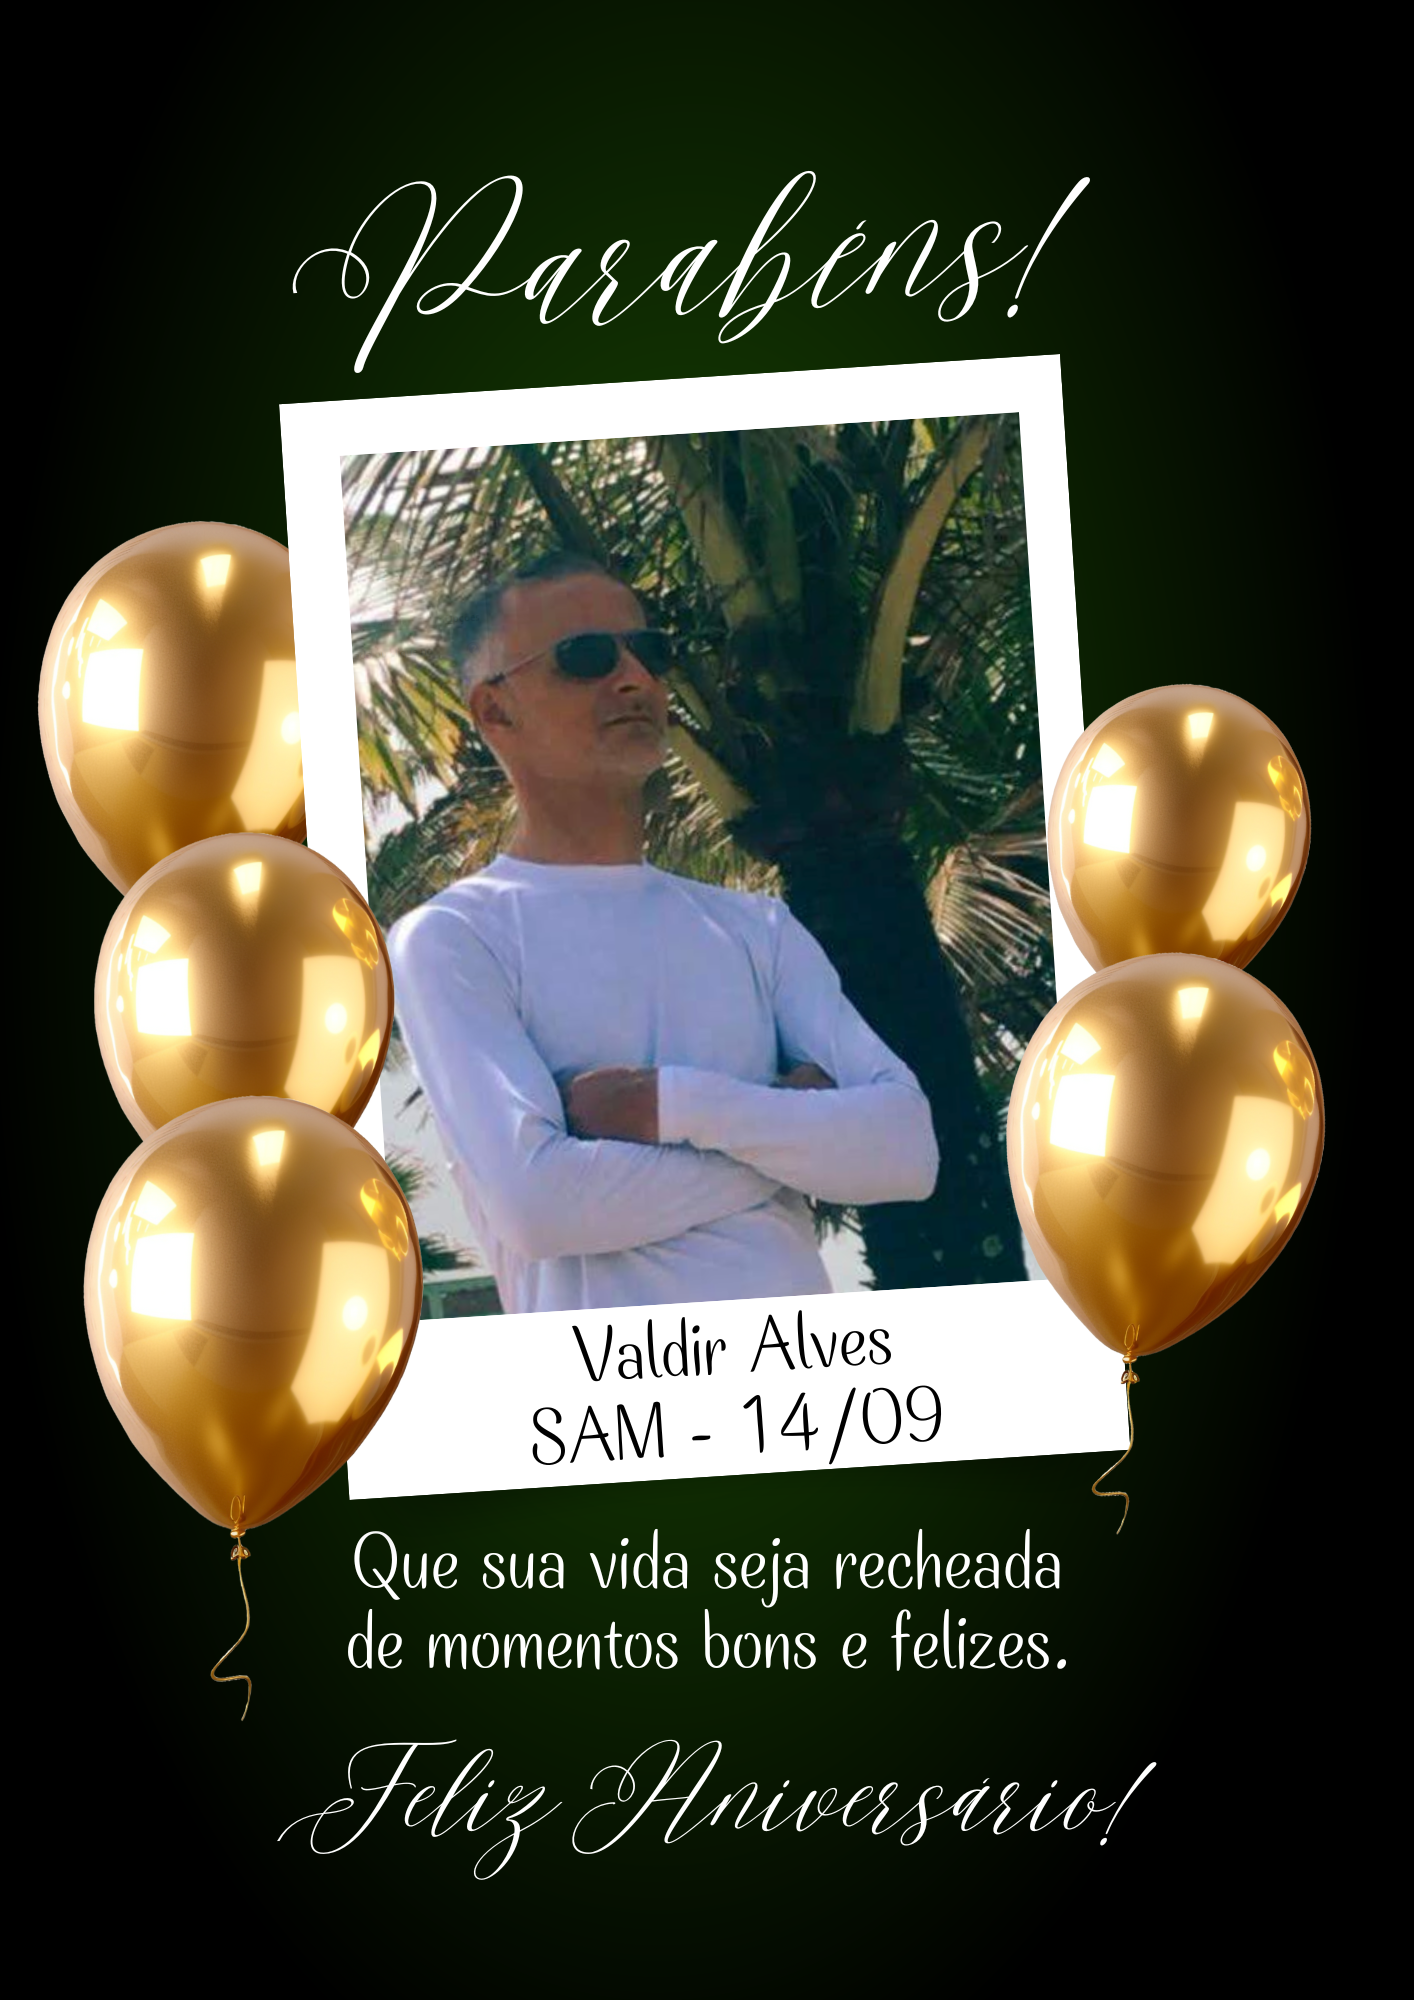 Parabéns!
Valdir Alves
SAM - 14/09
Que sua vida seja recheada
de momentos bons e felizes.
Feliz Aniversário!